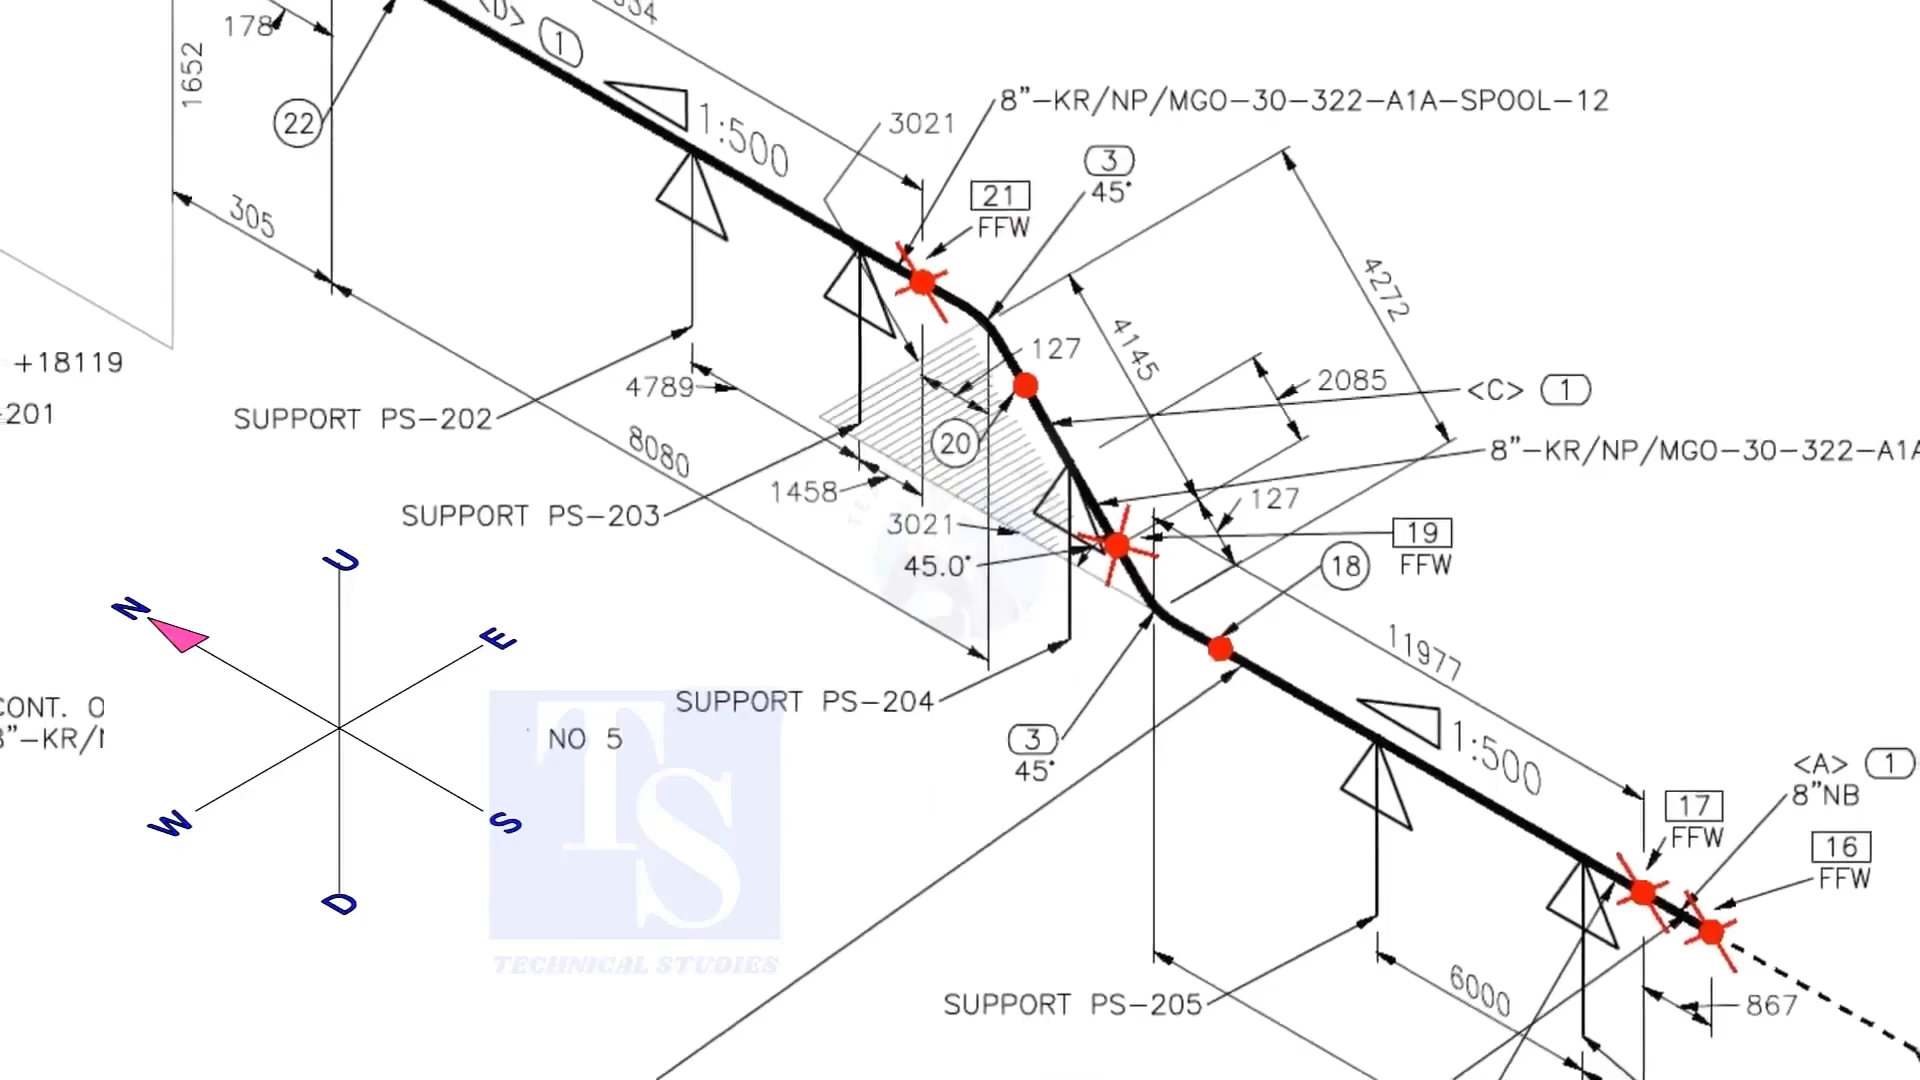 178
<D> 1
1652
22
1:500
3021
8"-KR/NP/MGO-30-322-A1A-SPOOL-12
3
45°
21
FFW
305
4272
4145
127
2085
<C> 1
+18119
-201
4789
SUPPORT PS-202
20
8"-KR/NP/MGO-30-322-A1A
8080
1458
127
SUPPORT PS-203
3021
19
FFW
45.0°
18
U
N
E
11977
SUPPORT PS-204
CONT. O
8"-KR/N
NO 5
3
45°
1:500
<A> 1
8"NB
W
S
17
FFW
16
FFW
D
TS
TECHNICAL STUDIES
6000
SUPPORT PS-205
867